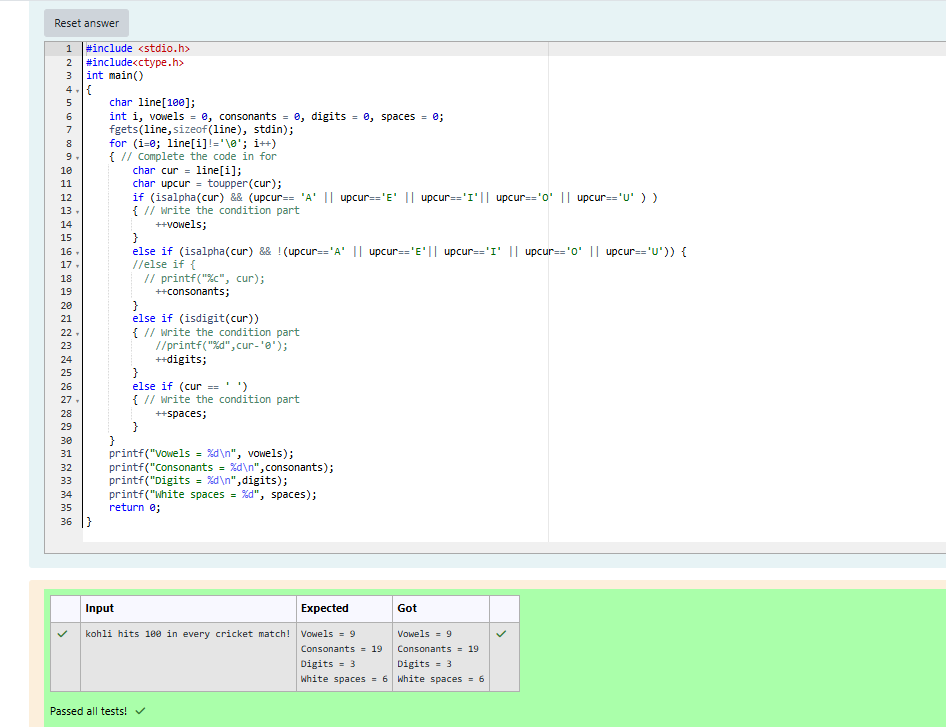 Reset answer
1 #include <stdio.h>
2 #include<ctype.h>
3 int main()
4 {
5     char line[100];
6     int i, vowels = 0, consonants = 0, digits = 0, spaces = 0;
7     fgets(line,sizeof(line), stdin);
8     for (i=0; line[i]!='\0'; i++)
9     { // Complete the code in for
10         char cur = line[i];
11         char upcur = toupper(cur);
12         if (isalpha(cur) && (upcur== 'A' || upcur=='E' || upcur=='I'|| upcur=='O' || upcur=='U' ) )
13         { // Write the condition part
14             ++vowels;
15         }
16         else if (isalpha(cur) && !(upcur=='A' || upcur=='E'|| upcur=='I' || upcur=='O' || upcur=='U')) {
17         //else if {
18           // printf("%c", cur);
19             ++consonants;
20         }
21         else if (isdigit(cur))
22         { // Write the condition part
23             //printf("%d",cur-'0');
24             ++digits;
25         }
26         else if (cur == ' ')
27         { // Write the condition part
28             ++spaces;
29         }
30     }
31     printf("Vowels = %d\n", vowels);
32     printf("Consonants = %d\n",consonants);
33     printf("Digits = %d\n",digits);
34     printf("White spaces = %d", spaces);
35     return 0;
36 }
Input Expected Got
kohli hits 100 in every cricket match! Vowels = 9 Vowels = 9
Consonants = 19 Consonants = 19
Digits = 3 Digits = 3
White spaces = 6 White spaces = 6
Passed all tests!